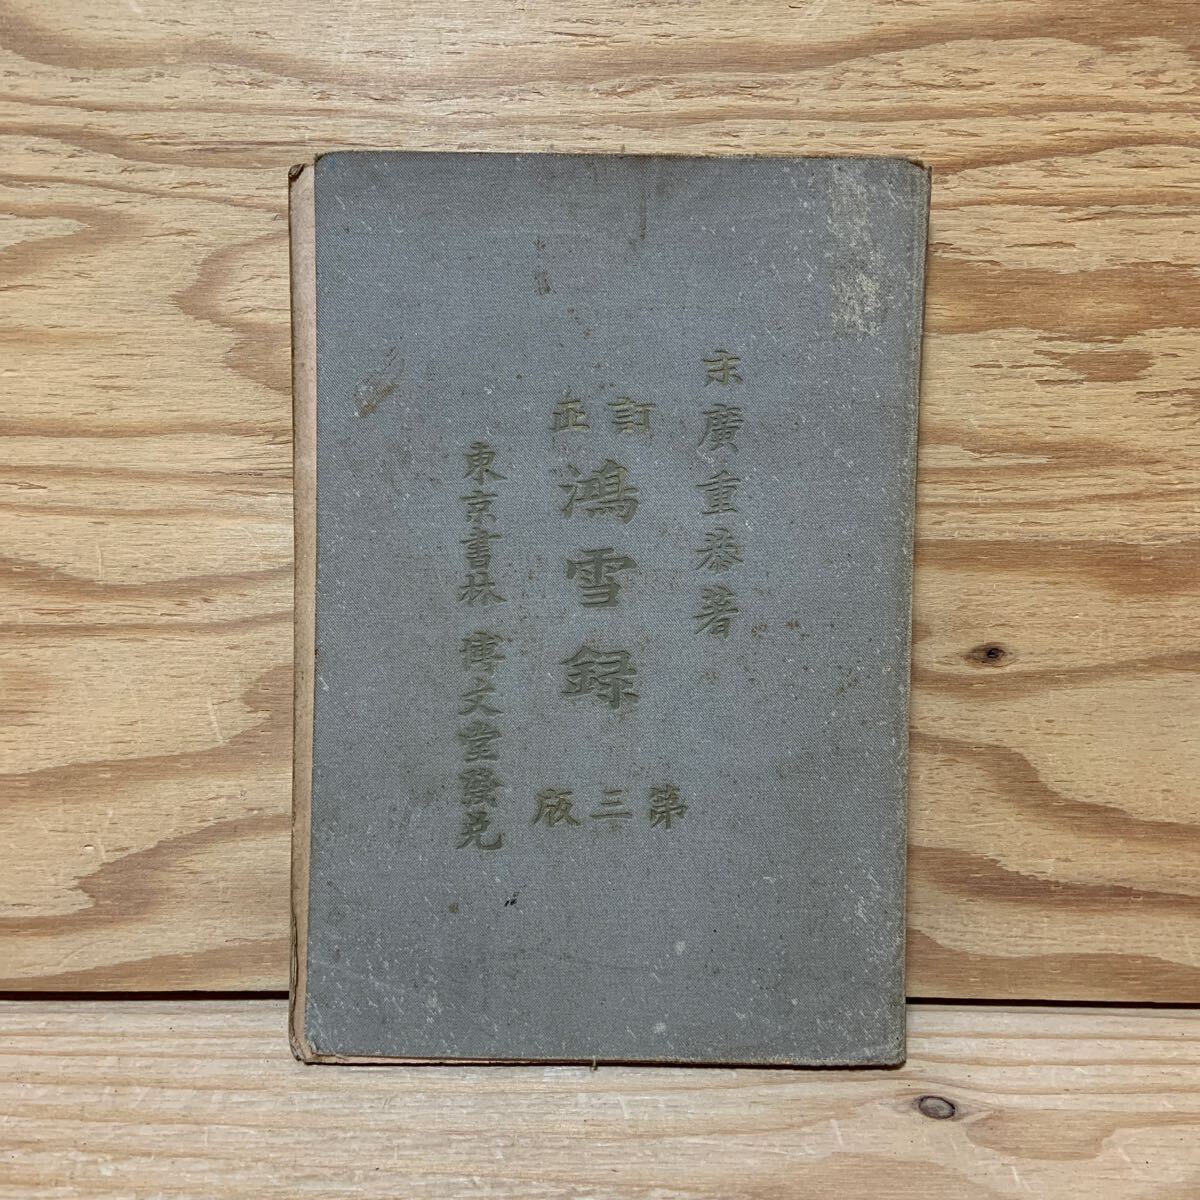 末廣重恭著
訂正
鴻雪録
第三版
東京書林 博文堂發兌